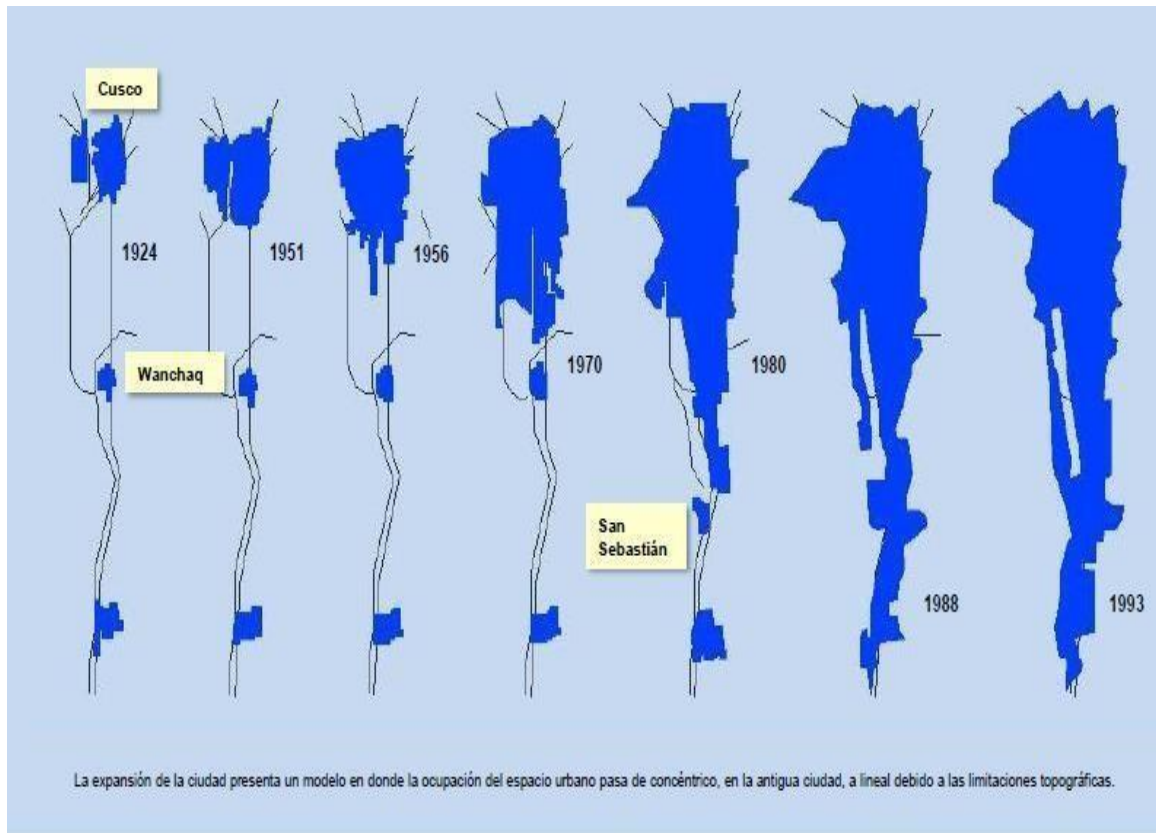 Cusco
1924
1951
1956
Wanchaq
1970
1980
San
Sebastián
1988
1993
La expansión de la ciudad presenta un modelo en donde la ocupación del espacio urbano pasa de concéntrico, en la antigua ciudad, a lineal debido a las limitaciones topográficas.